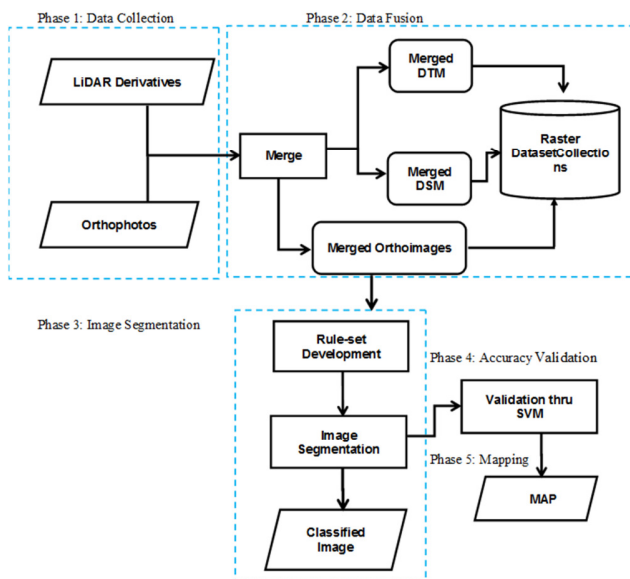 Phase 1: Data Collection
Phase 2: Data Fusion
LiDAR Derivatives
Orthophotos
Merge
Merged
DTM
Merged
DSM
Merged Orthoimages
Raster
DatasetCollectio
ns
Phase 3: Image Segmentation
Rule-set
Development
Image
Segmentation
Classified
Image
Phase 4: Accuracy Validation
Validation thru
SVM
Phase 5: Mapping
MAP